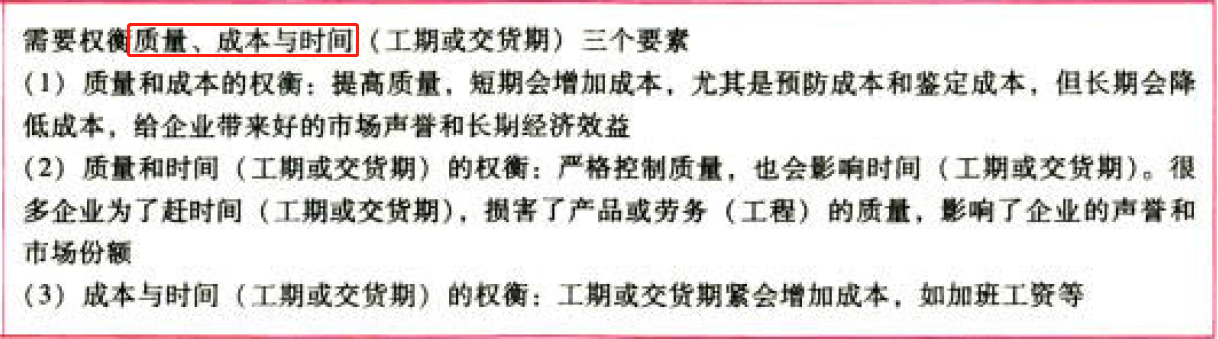 需要权衡质量、成本与时间（工期或交货期）三个要素
（1）质量和成本的权衡：提高质量，短期会增加成本，尤其是预防成本和鉴定成本，但长期会降
低成本，给企业带来好的市场声誉和长期经济效益
（2）质量和时间（工期或交货期）的权衡：严格控制质量，也会影响时间（工期或交货期）。很
多企业为了赶时间（工期或交货期），损害了产品或劳务（工程）的质量，影响了企业的声誉和
市场份额
（3）成本与时间（工期或交货期）的权衡：工期或交货期紧会增加成本，如加班工资等